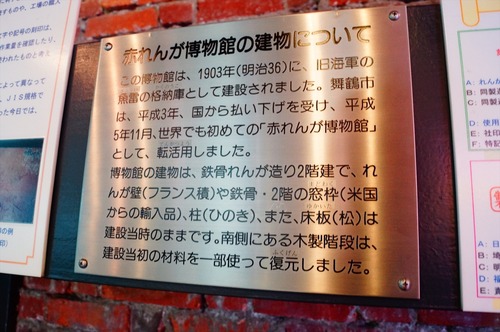 赤れんが博物館の建物について
この博物館は、1903年(明治36)に、旧海軍の
魚雷の格納庫として建設されました。舞鶴市
は、平成3年、国から払い下げを受け、平成
5年11月、世界でも初めての「赤れんが博物館」
として、転活用しました。
博物館の建物は、鉄骨れんが造り2階建で、れ
んが壁(フランス積)や鉄骨・2階の窓枠(米国
からの輸入品)、柱(ひのき)、また、床板(松)は
建設当時のままです。南側にある木製階段は、
建設当初の材料を一部使って復元しました。